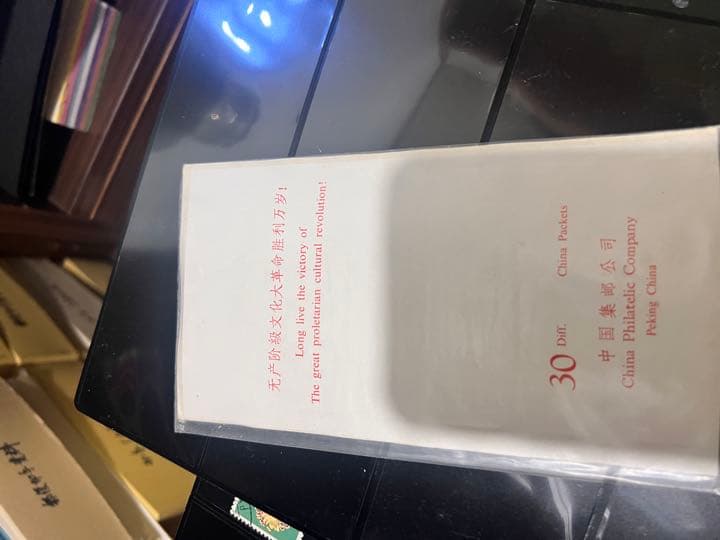 无产阶级文化大革命胜利万岁!
Long live the victory of
The great proletarian cultural revolution!
30 Diff. China Packets
中国集邮公司
China Philatelic Company
Peking China